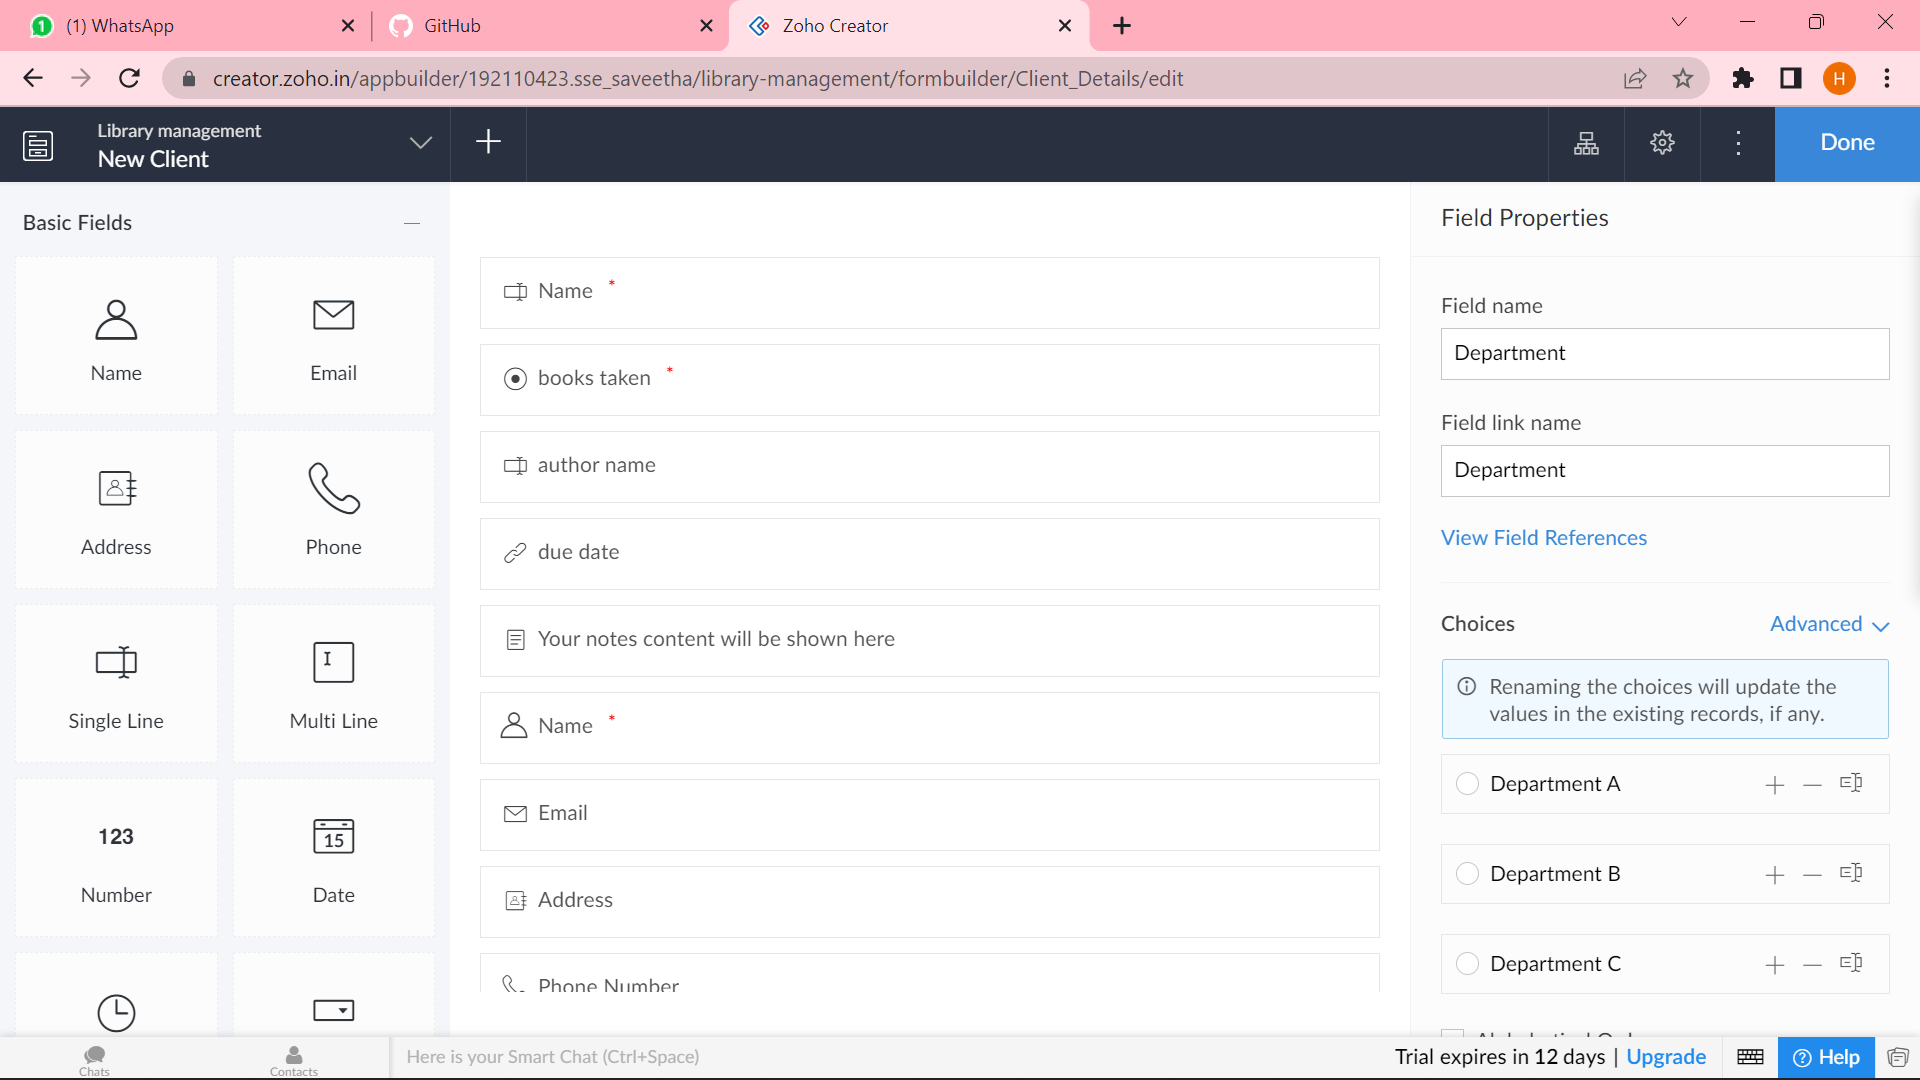 (1) WhatsApp
GitHub
Zoho Creator
creator.zoho.in/appbuilder/192110423.sse_saveetha/library-management/formbuilder/Client_Details/edit
H
Library management
New Client
Done
Basic Fields
Name
Email
Address
Phone
Single Line
Multi Line
123
Number
15
Date
Name *
books taken *
author name
due date
Your notes content will be shown here
Name *
Email
Address
Phone Number
Field Properties
Field name
Department
Field link name
Department
View Field References
Choices
Advanced
Renaming the choices will update the
values in the existing records, if any.
Department A
Department B
Department C
Chats
Contacts
Here is your Smart Chat (Ctrl+Space)
Trial expires in 12 days | Upgrade
Help